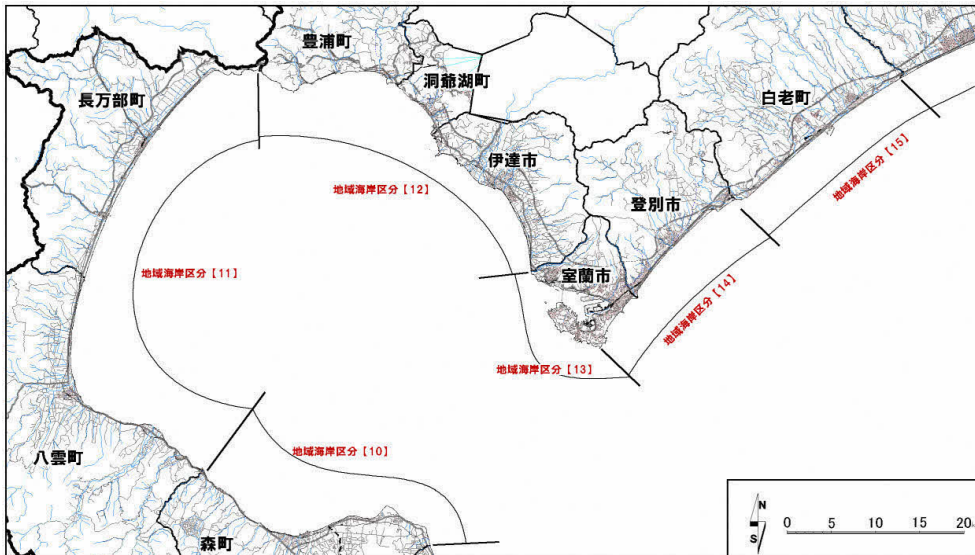 豊浦町
洞爺湖町
長万部町
白老町
伊達市
地域海岸区分【15】
地域海岸区分【12】
登別市
地域海岸区分【11】
室蘭市
地域海岸区分【14】
地域海岸区分【13】
地域海岸区分【10】
八雲町
森町
N
S
0 5 10 15 20